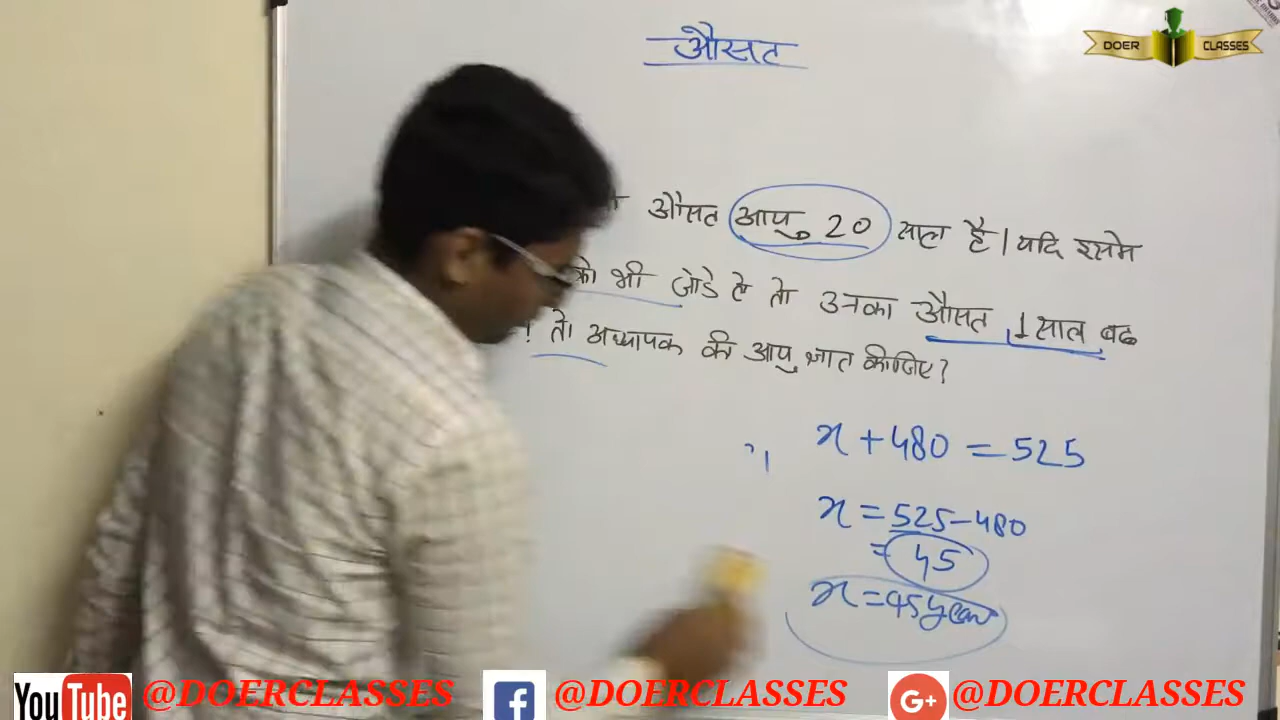 DOER CLASSES
औसत
औसत आयु 20 साल है। यदि इसमे
को भी जोडे दे तो उनका औसत 1 साल बढ
! तो अध्यापक की आयु ज्ञात कीजिए?
x + 480 = 525
x = 525 - 480
= 45
x = 45 year
YouTube @DOERCLASSES f @DOERCLASSES G+ @DOERCLASSES